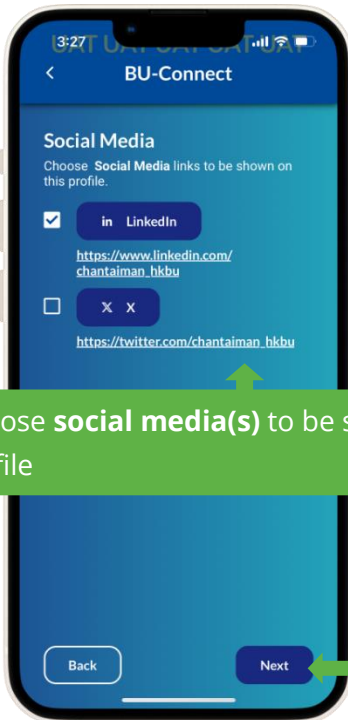 UAT UAT UAT UAT UAT
3:27
BU-Connect
Social Media
Choose Social Media links to be shown on
this profile.
in LinkedIn
https://www.linkedin.com/
chantaiman_hkbu
X X
https://twitter.com/chantaiman_hkbu
ose social media(s) to be s
file
Back
Next